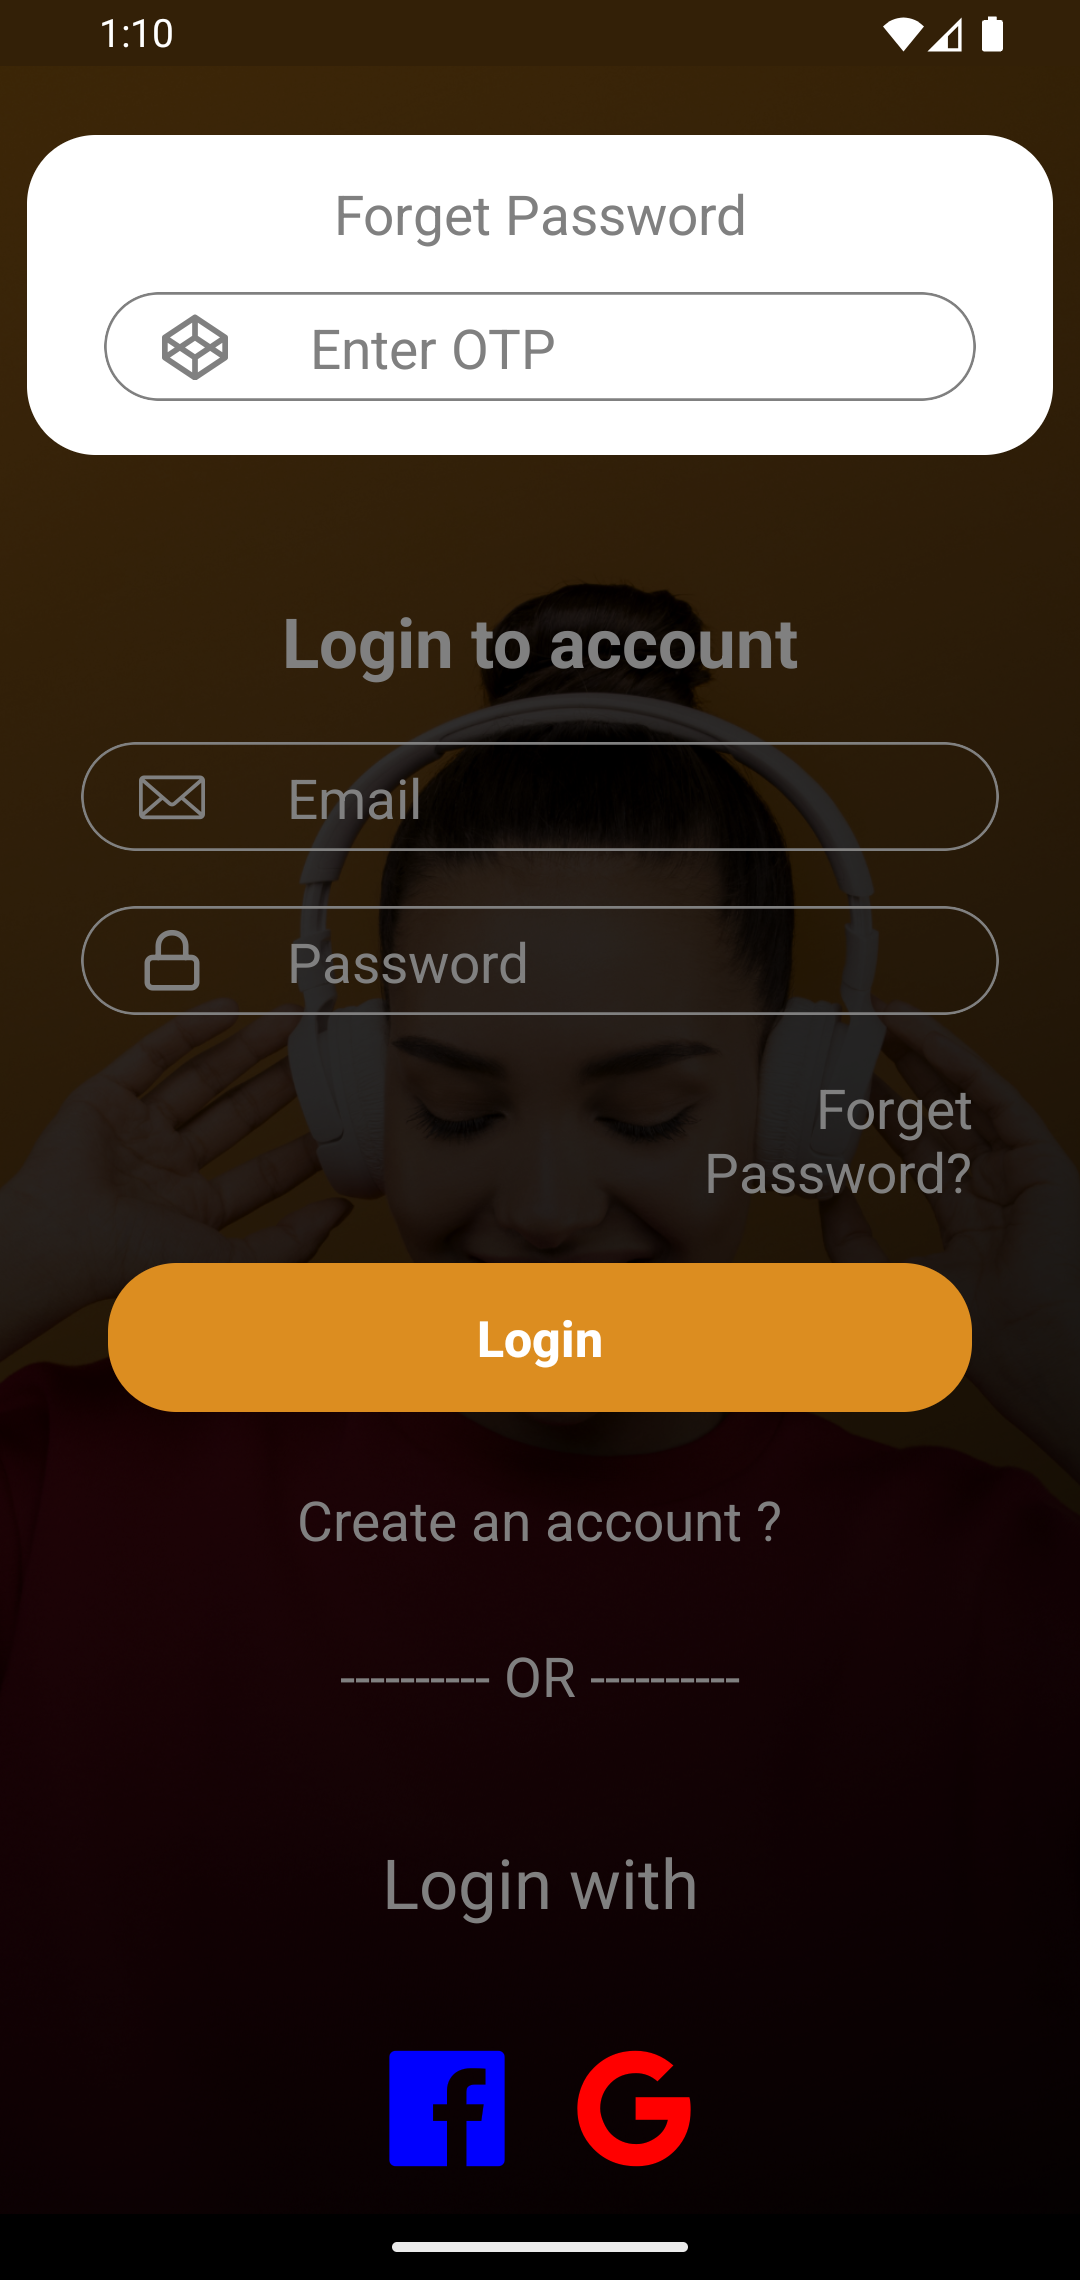 1:10
Forget Password
Enter OTP
Login to account
Email
Password
Forget
Password?
Login
Create an account ?
---------- OR ----------
Login with